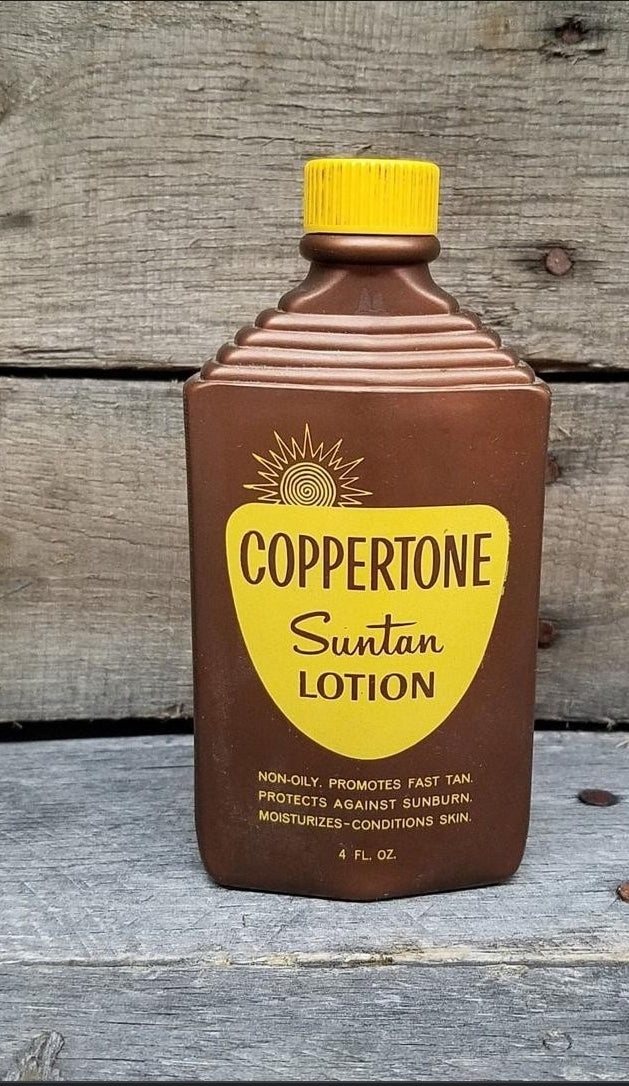 COPPERTONE
Suntan
LOTION
NON-OILY. PROMOTES FAST TAN.
PROTECTS AGAINST SUNBURN.
MOISTURIZES-CONDITIONS SKIN.
4 FL. OZ.